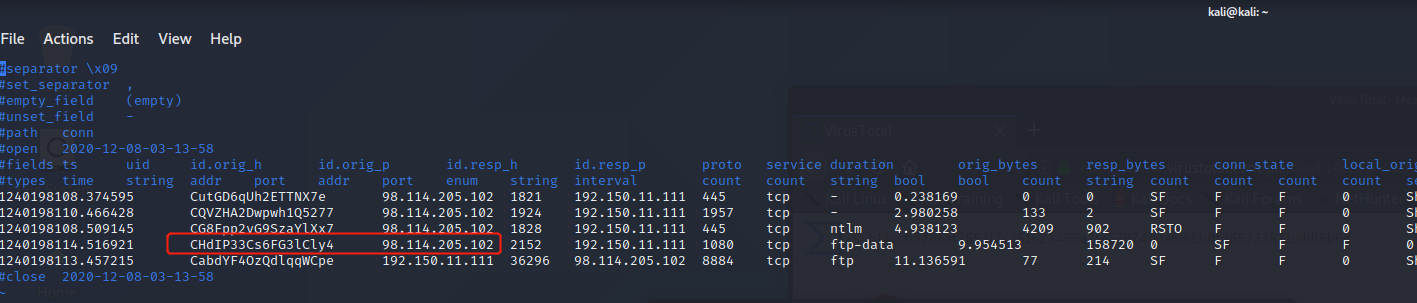 kali@kali: ~
File Actions Edit View Help
#separator \x09
#set_separator ,
#empty_field (empty)
#unset_field -
#path conn
#open 2020-12-08-03-13-58
#fields ts uid id.orig_h id.orig_p id.resp_h id.resp_p proto service duration orig_bytes resp_bytes conn_state local_orig
#types time string addr port addr port enum string interval count count string bool bool count string count count count count
1240198108.374595 CutGD6qUh2ETTNX7e 98.114.205.102 1821 192.150.11.111 445 tcp - 0.238169 0 0 SF F F 0
1240198110.466428 CQVZHA2Dwpwh1Q5277 98.114.205.102 1924 192.150.11.111 1957 tcp - 2.980258 133 2 SF F F 0
1240198108.509145 CG8Fpp2vG9SzaYlXx7 98.114.205.102 1828 192.150.11.111 445 tcp ntlm 4.938123 4209 902 RSTO F F 0
1240198114.516921 CHdIP33Cs6FG3lCly4 98.114.205.102 2152 192.150.11.111 1080 tcp ftp-data 9.954513 158720 0 SF F F 0
1240198113.457215 CabdYF4OzQdlqqWCpe 192.150.11.111 36296 98.114.205.102 8884 tcp ftp 11.136591 77 214 SF F F 0
#close 2020-12-08-03-13-58
~
VirusTotal